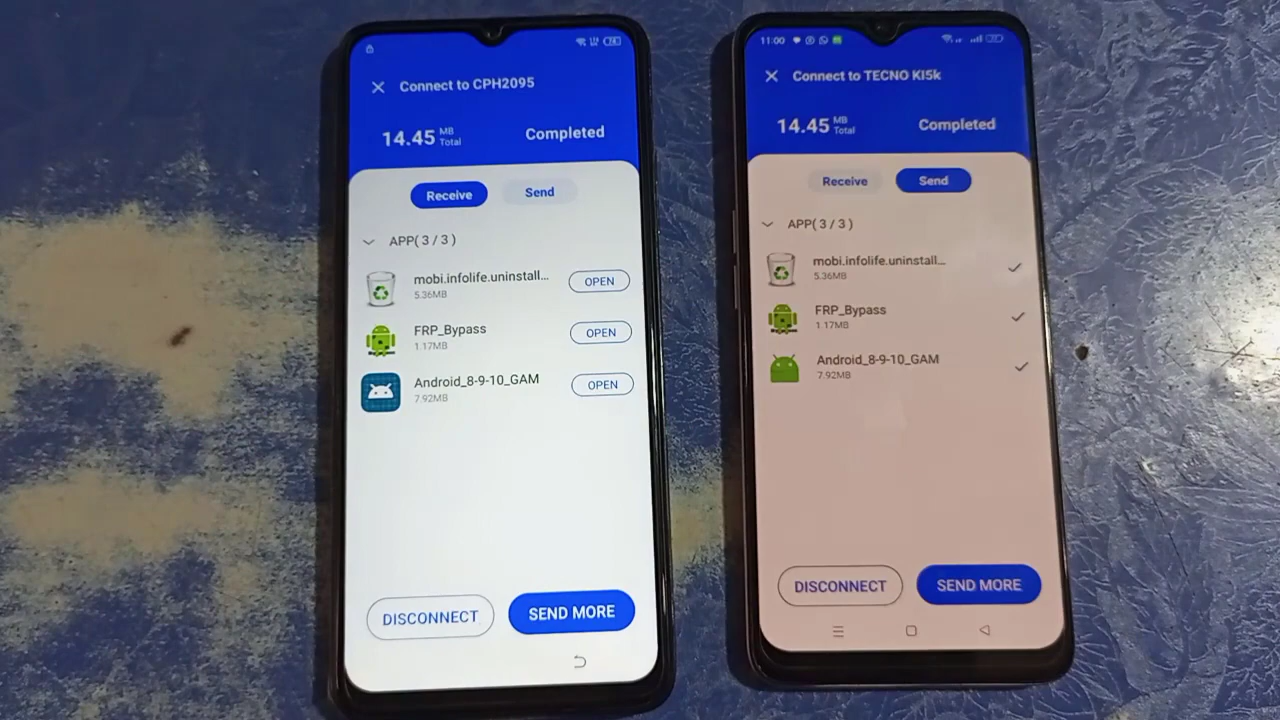 Connect to CPH2095
14.45 MB Total
Completed
Receive
Send
APP( 3 / 3 )
mobi.infolife.uninstall...
5.36MB
OPEN
FRP_Bypass
1.17MB
OPEN
Android_8-9-10_GAM
7.92MB
OPEN
DISCONNECT
SEND MORE
11:00
Connect to TECNO KI5k
14.45 MB Total
Completed
Receive
Send
APP( 3 / 3 )
mobi.infolife.uninstall...
5.36MB
FRP_Bypass
1.17MB
Android_8-9-10_GAM
7.92MB
DISCONNECT
SEND MORE